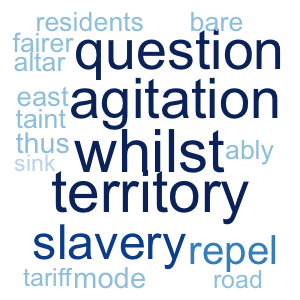 residents bare
fairer question
altar
east agitation
taint
thus whilst ably
sink
territory
slavery repel
tariff mode road